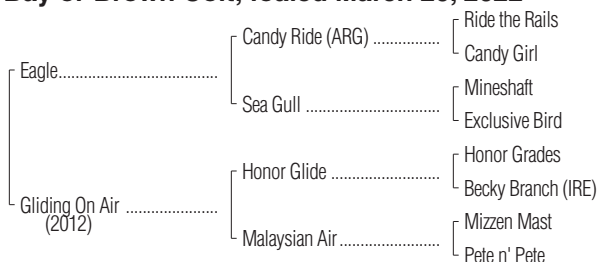 Bay or Brown Colt; foaled March 26, 2022
Ride the Rails
Candy Ride (ARG) ................
Candy Girl
Eagle......................................
Mineshaft
Sea Gull ................................
Exclusive Bird
Honor Grades
Honor Glide ..........................
Becky Branch (IRE)
Gliding On Air ......................
(2012)
Mizzen Mast
Malaysian Air........................
Pete n' Pete